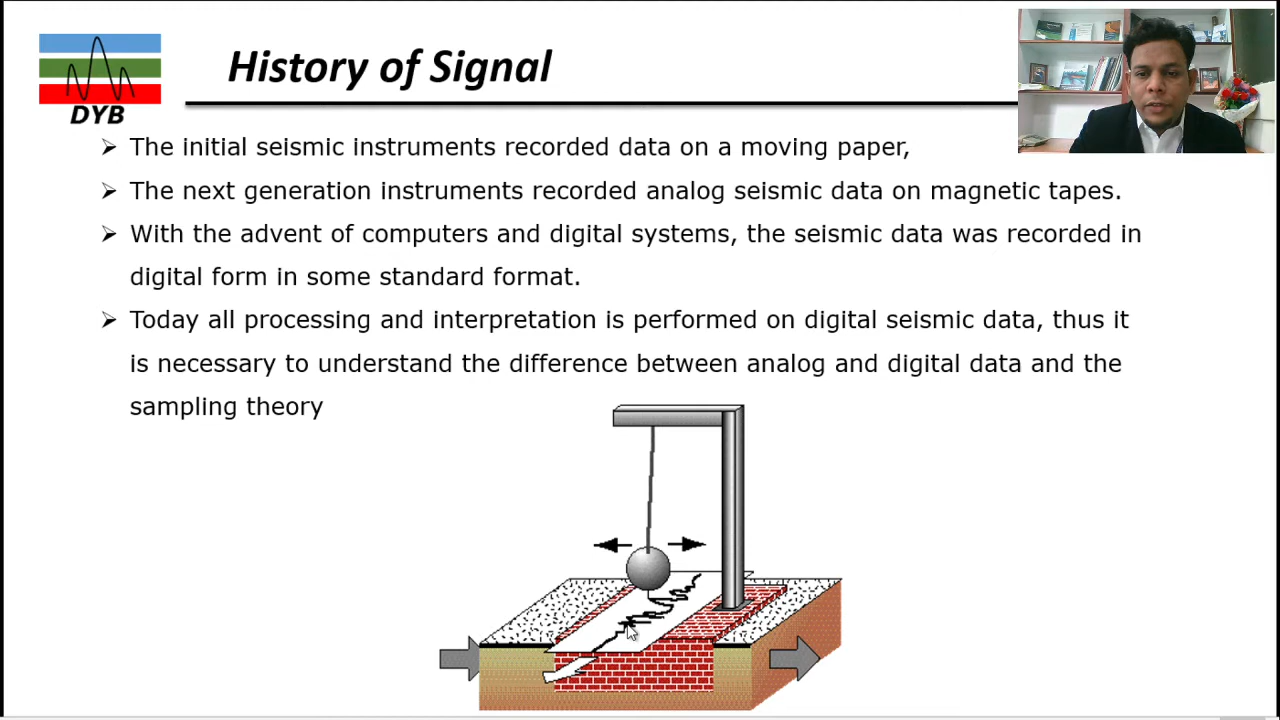 History of Signal
DYB
The initial seismic instruments recorded data on a moving paper,
The next generation instruments recorded analog seismic data on magnetic tapes.
With the advent of computers and digital systems, the seismic data was recorded in
digital form in some standard format.
Today all processing and interpretation is performed on digital seismic data, thus it
is necessary to understand the difference between analog and digital data and the
sampling theory